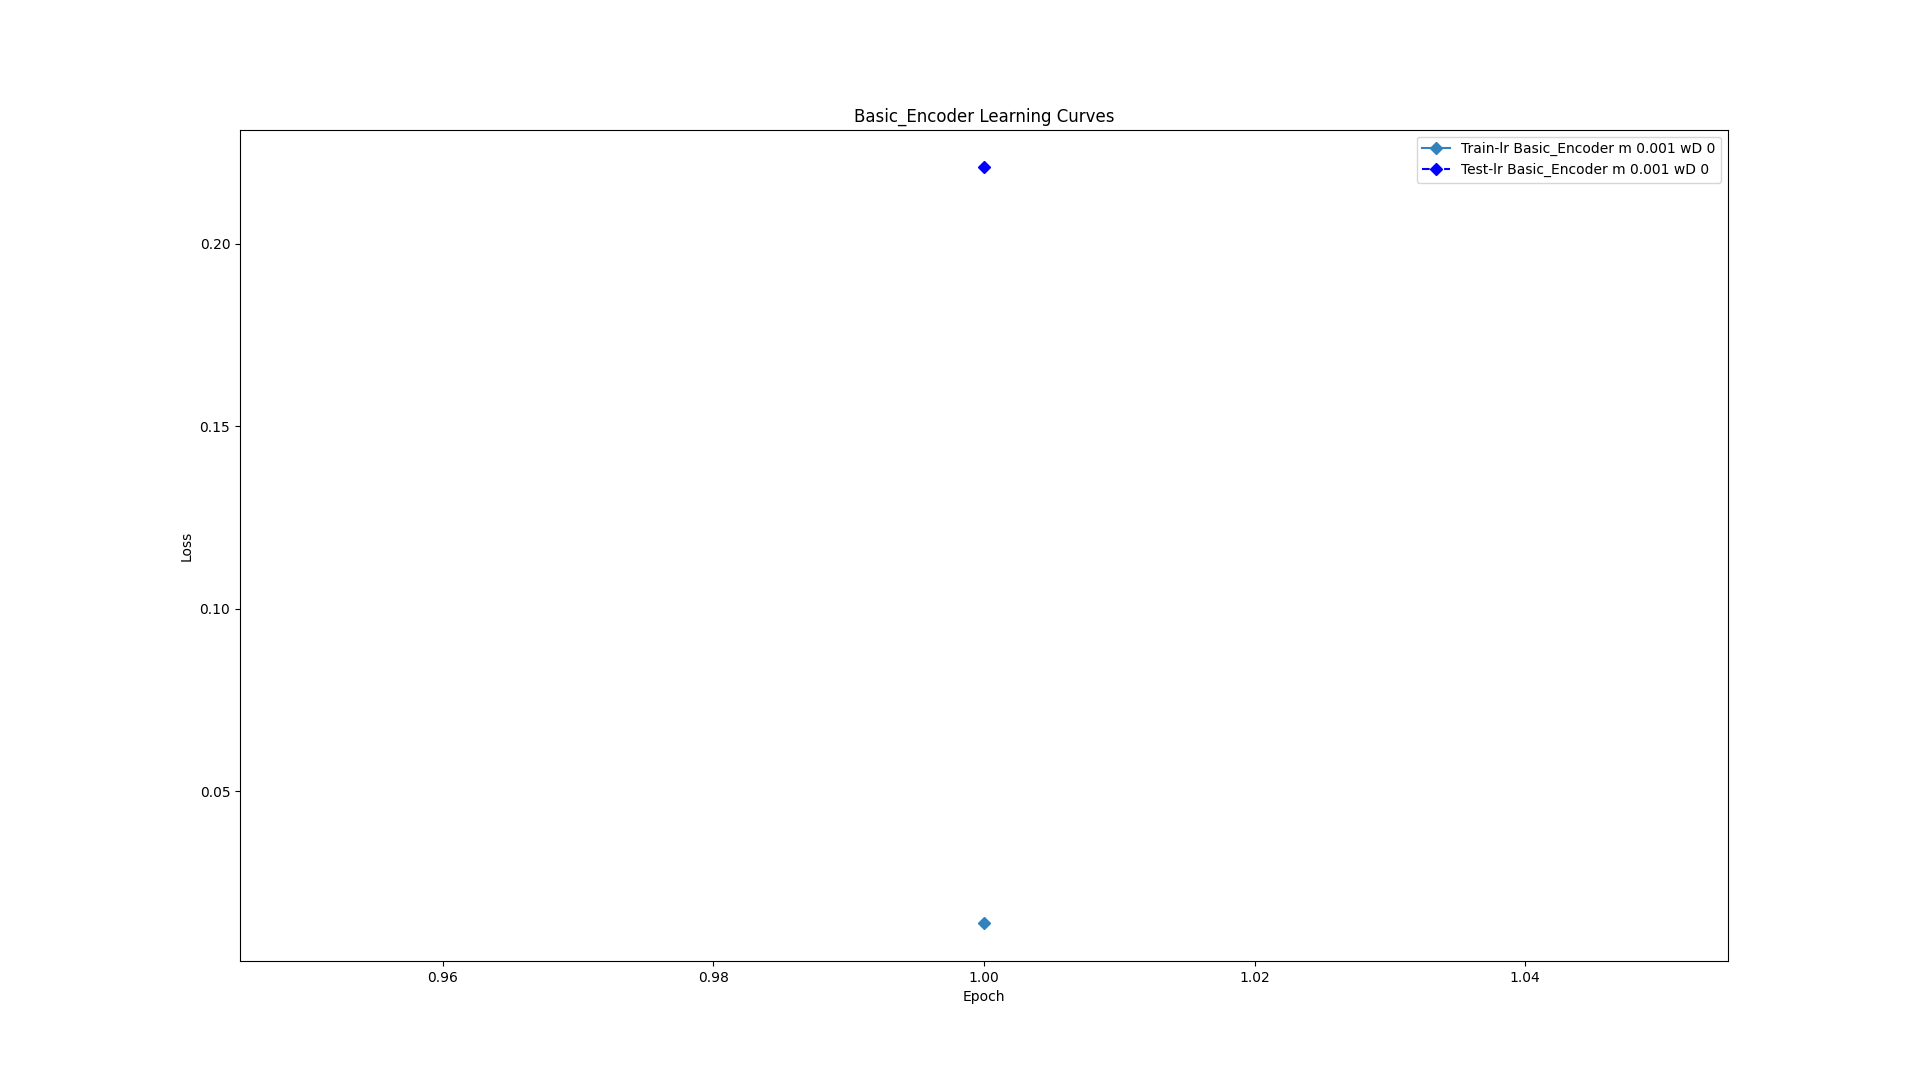 Basic_Encoder Learning Curves
Train-lr Basic_Encoder m 0.001 wD 0
Test-lr Basic_Encoder m 0.001 wD 0
0.20
0.15
0.10
0.05
Loss
0.96 0.98 1.00 1.02 1.04
Epoch